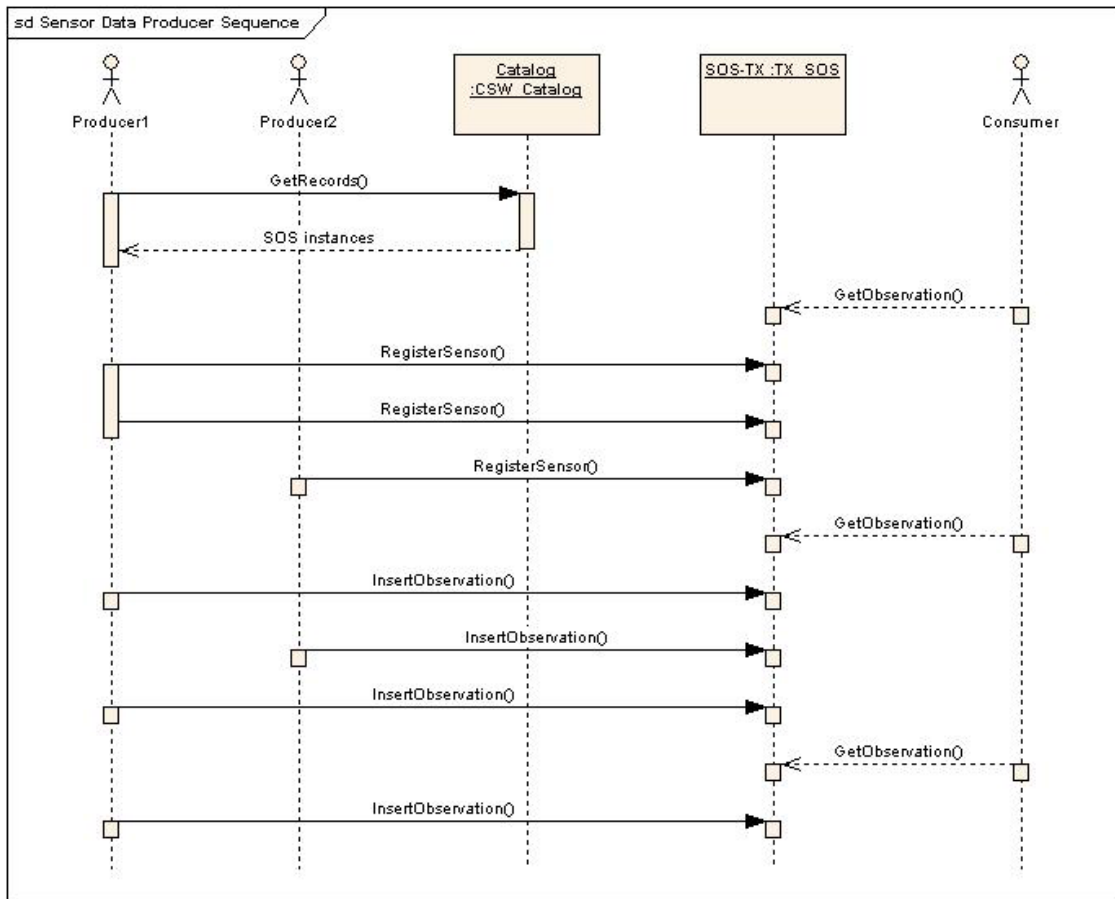 sd Sensor Data Producer Sequence
Catalog
:CSW_Catalog
SOS-TX :TX_SOS
Producer1
Producer2
Consumer
GetRecords()
SOS instances
GetObservation()
RegisterSensor()
RegisterSensor()
RegisterSensor()
GetObservation()
InsertObservation()
InsertObservation()
InsertObservation()
GetObservation()
InsertObservation()